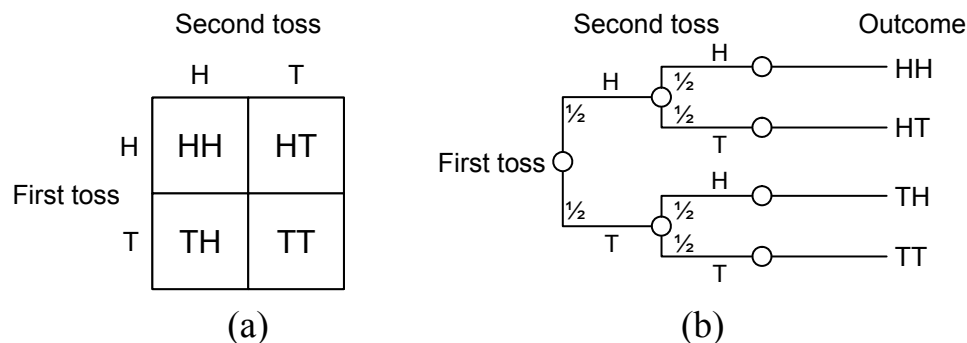 Second toss
H T
H HH HT
First toss
T TH TT
(a)
Second toss Outcome
H HH
H ½
½ ½
T HT
First toss
H TH
½ ½
T ½
T TT
(b)